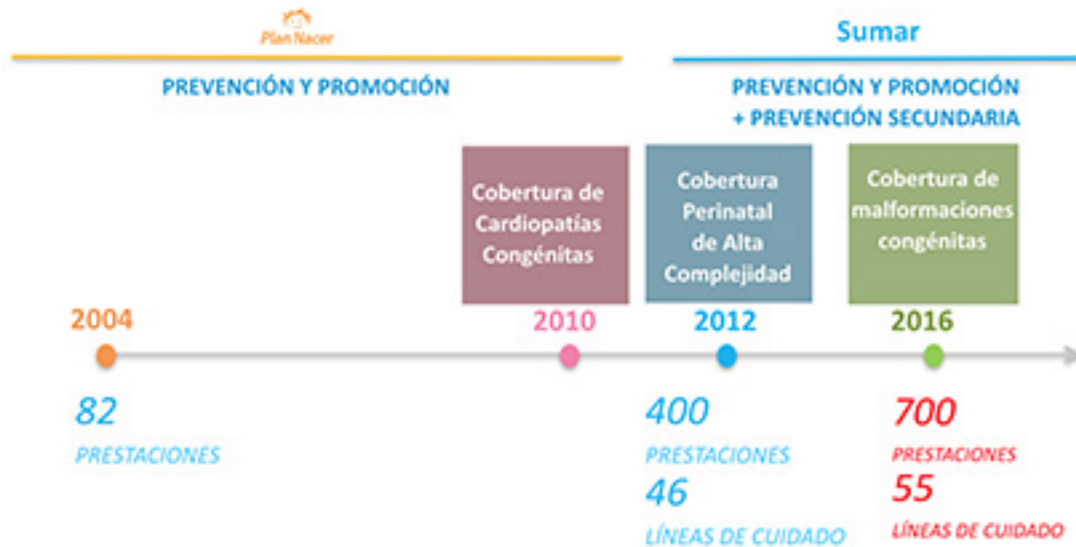 Plan Nacer
Sumar
PREVENCIÓN Y PROMOCIÓN
PREVENCIÓN Y PROMOCIÓN
+ PREVENCIÓN SECUNDARIA
Cobertura de
Cardiopatías
Congénitas
Cobertura
Perinatal
de Alta
Complejidad
Cobertura de
malformaciones
congénitas
2004
2010
2012
2016
82
PRESTACIONES
400
PRESTACIONES
46
LÍNEAS DE CUIDADO
700
PRESTACIONES
55
LÍNEAS DE CUIDADO